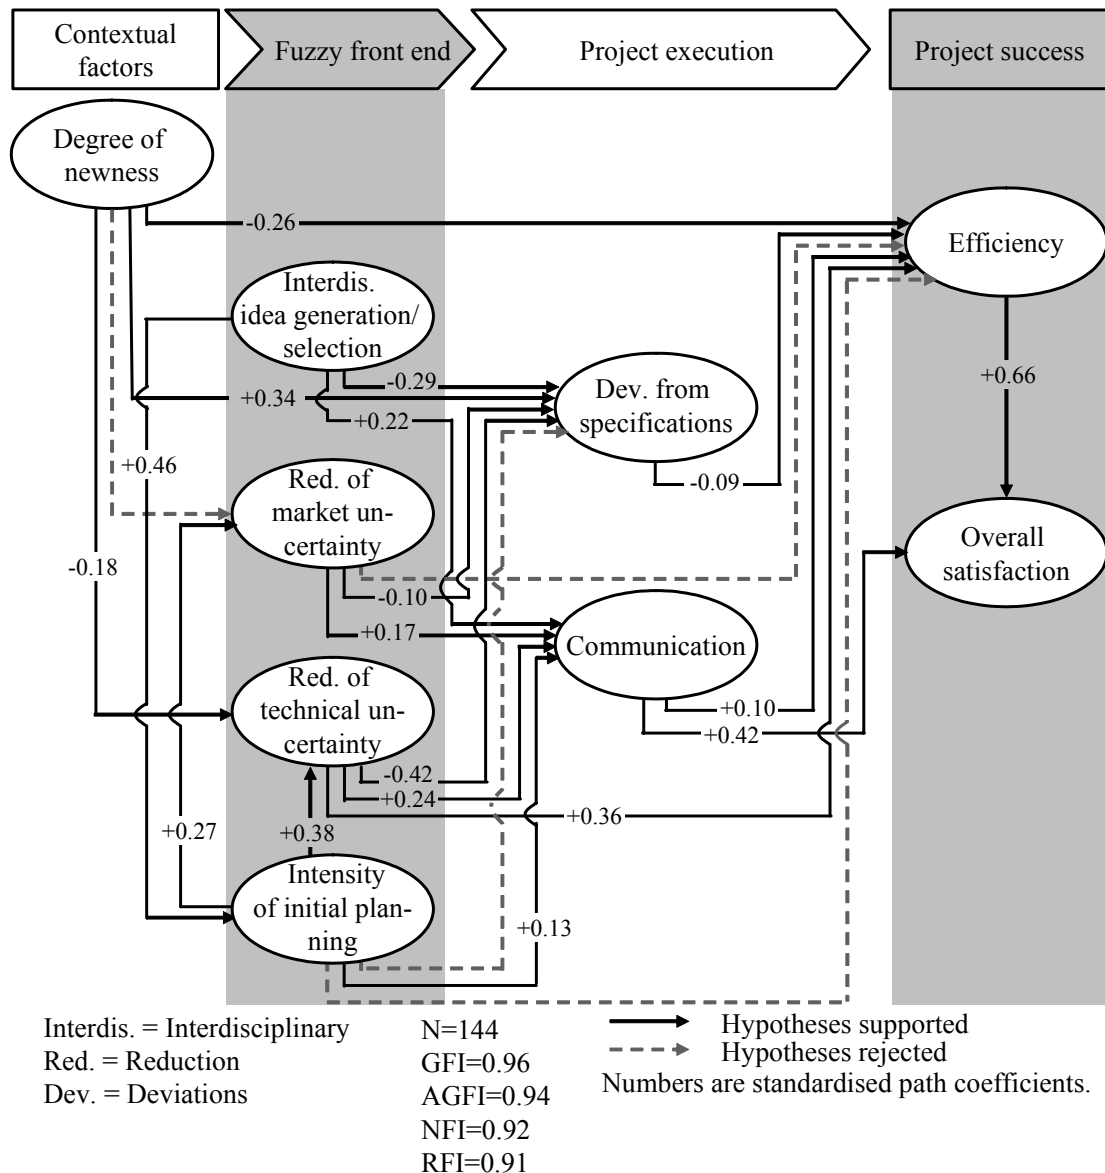 Contextual
factors
Fuzzy front end
Project execution
Project success
Degree of
newness
-0.26
Efficiency
Interdis.
idea generation/
selection
-0.29
+0.34
+0.22
Dev. from
specifications
+0.66
+0.46
-0.09
Red. of
market un-
certainty
Overall
satisfaction
-0.18
-0.10
+0.17
Communication
Red. of
technical un-
certainty
+0.10
+0.42
-0.42
+0.24
+0.36
+0.27
+0.38
Intensity
of initial plan-
ning
+0.13
Interdis. = Interdisciplinary
Red. = Reduction
Dev. = Deviations
N=144
GFI=0.96
AGFI=0.94
NFI=0.92
RFI=0.91
Hypotheses supported
Hypotheses rejected
Numbers are standardised path coefficients.